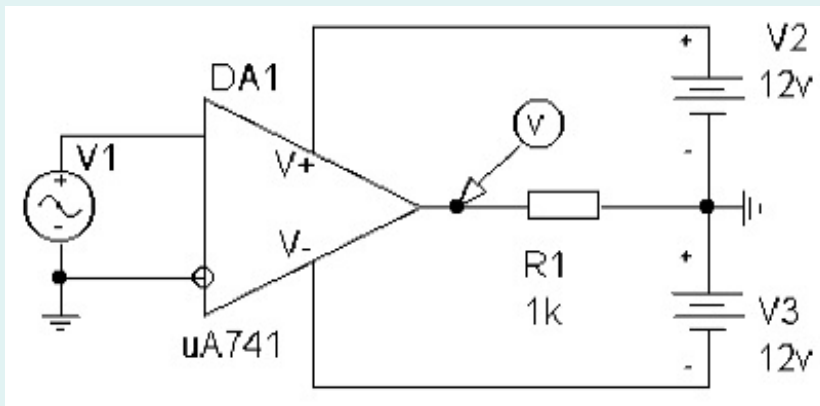 DA1
V1
+
-
V+
V-
uA741
V
R1
1k
+
-
V2
12v
+
-
V3
12v